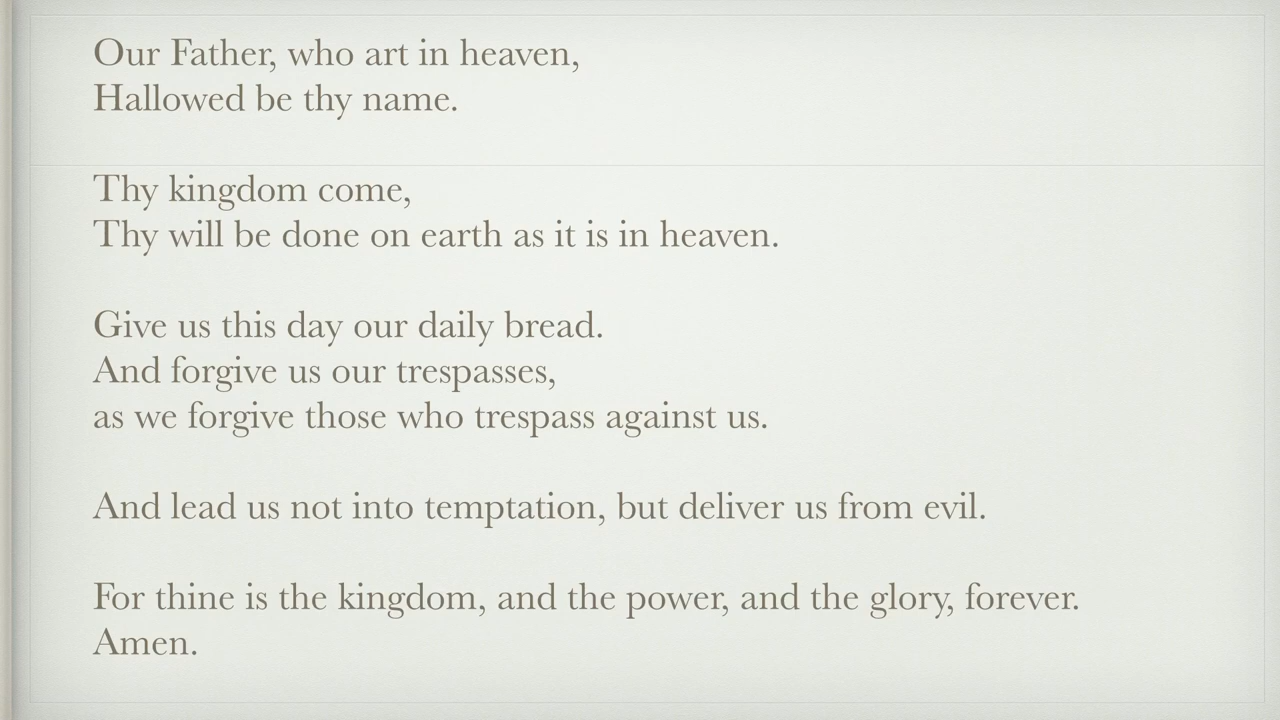 Our Father, who art in heaven,
Hallowed be thy name.
Thy kingdom come,
Thy will be done on earth as it is in heaven.
Give us this day our daily bread.
And forgive us our trespasses,
as we forgive those who trespass against us.
And lead us not into temptation, but deliver us from evil.
For thine is the kingdom, and the power, and the glory, forever.
Amen.